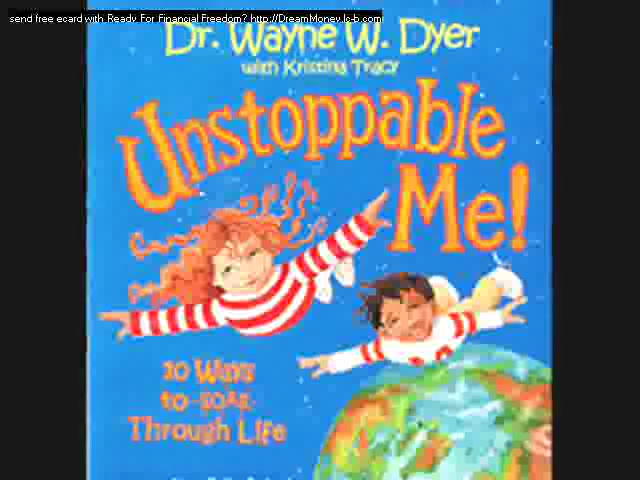 send free ecard with Ready For Financial Freedom? http://DreamMoney.lc-b.com
Dr. Wayne W. Dyer
with Kristina Tracy
Unstoppable
Me!
10 Ways
to-SOAR-
Through Life